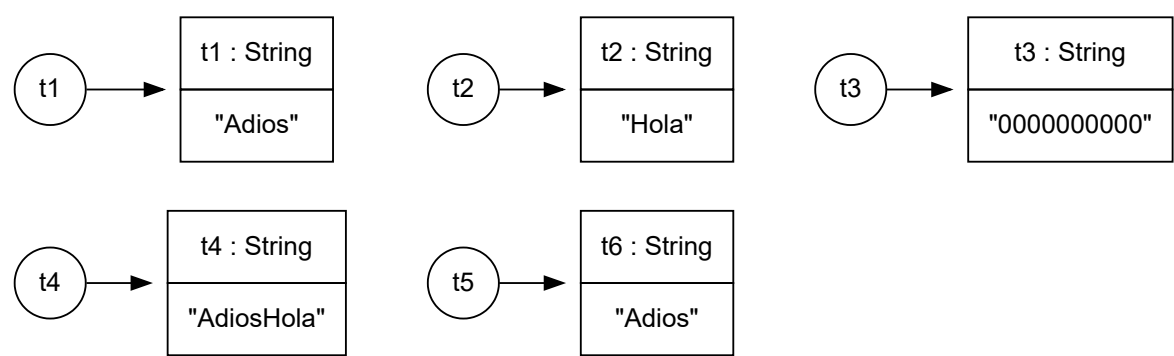 t1
t1 : String
"Adios"
t2
t2 : String
"Hola"
t3
t3 : String
"0000000000"
t4
t4 : String
"AdiosHola"
t5
t6 : String
"Adios"